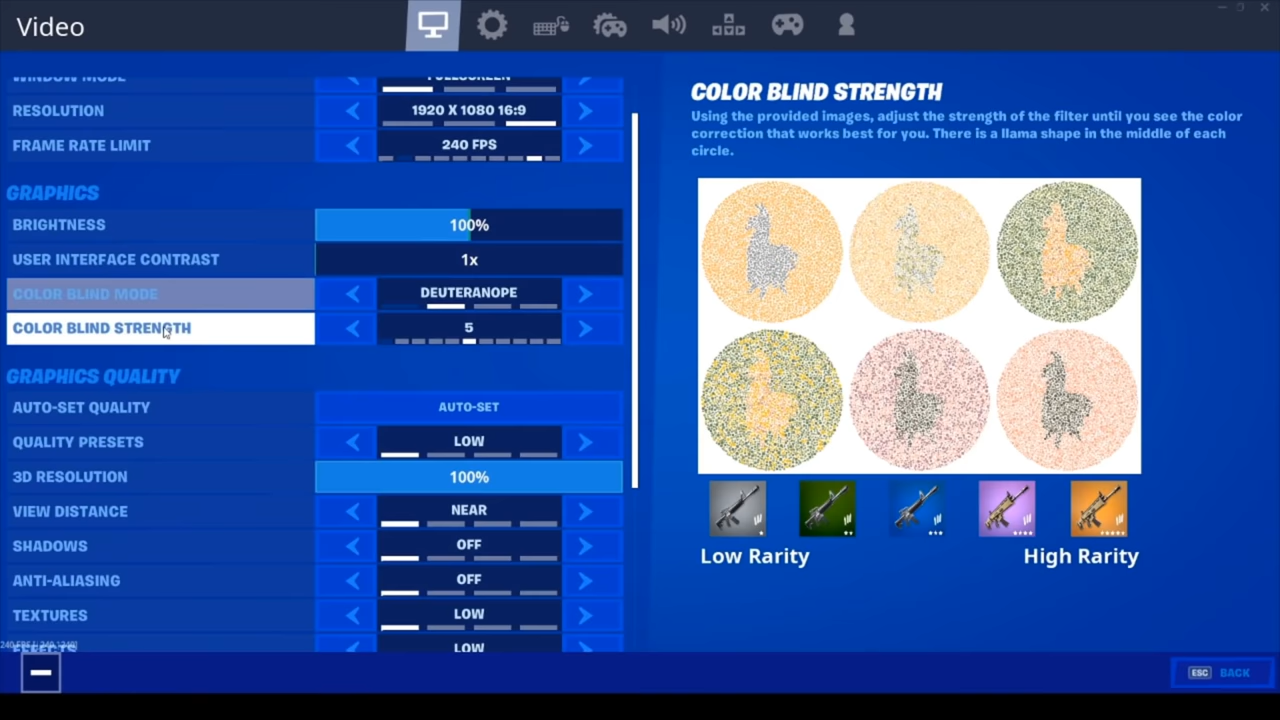 Video
WINDOW MODE
FULLSCREEN
RESOLUTION
1920 X 1080 16:9
FRAME RATE LIMIT
240 FPS
GRAPHICS
BRIGHTNESS
100%
USER INTERFACE CONTRAST
1x
COLOR BLIND MODE
DEUTERANOPE
COLOR BLIND STRENGTH
5
GRAPHICS QUALITY
AUTO-SET QUALITY
AUTO-SET
QUALITY PRESETS
LOW
3D RESOLUTION
100%
VIEW DISTANCE
NEAR
SHADOWS
OFF
ANTI-ALIASING
OFF
TEXTURES
LOW
EFFECTS
LOW
COLOR BLIND STRENGTH
Using the provided images, adjust the strength of the filter until you see the color
correction that works best for you. There is a llama shape in the middle of each
circle.
Low Rarity
High Rarity
ESC BACK